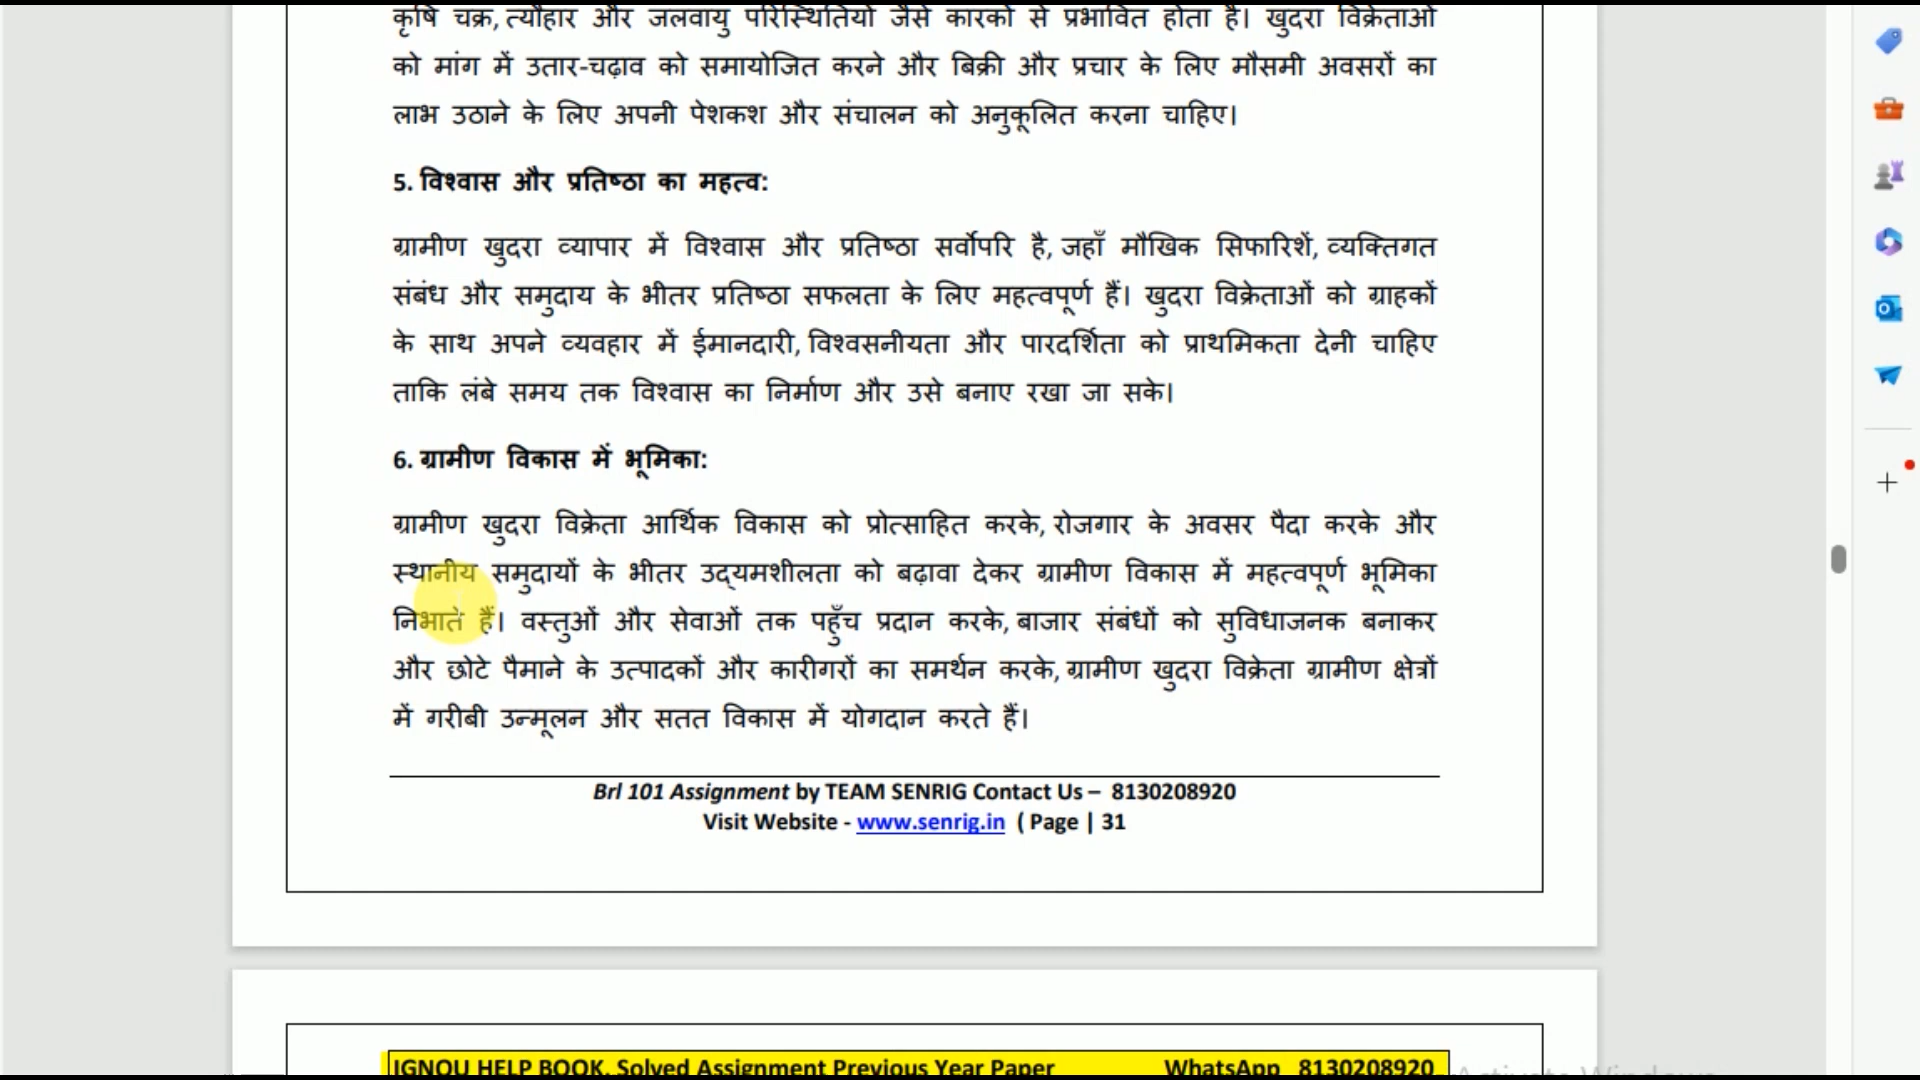 कृषि चक्र, त्यौहार और जलवायु परिस्थितियों जैसे कारकों से प्रभावित होता है। खुदरा विक्रेताओं
को मांग में उतार-चढ़ाव को समायोजित करने और बिक्री और प्रचार के लिए मौसमी अवसरों का
लाभ उठाने के लिए अपनी पेशकश और संचालन को अनुकूलित करना चाहिए।
5. विश्वास और प्रतिष्ठा का महत्व:
ग्रामीण खुदरा व्यापार में विश्वास और प्रतिष्ठा सर्वोपरि है, जहाँ मौखिक सिफारिशें, व्यक्तिगत
संबंध और समुदाय के भीतर प्रतिष्ठा सफलता के लिए महत्वपूर्ण हैं। खुदरा विक्रेताओं को ग्राहकों
के साथ अपने व्यवहार में ईमानदारी, विश्वसनीयता और पारदर्शिता को प्राथमिकता देनी चाहिए
ताकि लंबे समय तक विश्वास का निर्माण और उसे बनाए रखा जा सके।
6. ग्रामीण विकास में भूमिका:
ग्रामीण खुदरा विक्रेता आर्थिक विकास को प्रोत्साहित करके, रोजगार के अवसर पैदा करके और
स्थानीय समुदायों के भीतर उद्यमशीलता को बढ़ावा देकर ग्रामीण विकास में महत्वपूर्ण भूमिका
निभाते हैं। वस्तुओं और सेवाओं तक पहुँच प्रदान करके, बाजार संबंधों को सुविधाजनक बनाकर
और छोटे पैमाने के उत्पादकों और कारीगरों का समर्थन करके, ग्रामीण खुदरा विक्रेता ग्रामीण क्षेत्रों
में गरीबी उन्मूलन और सतत विकास में योगदान करते हैं।
Brl 101 Assignment by TEAM SENRIG Contact Us – 8130208920
Visit Website - www.senrig.in ( Page | 31
IGNOU HELP BOOK, Solved Assignment Previous Year Paper WhatsApp 8130208920
Activate Windows